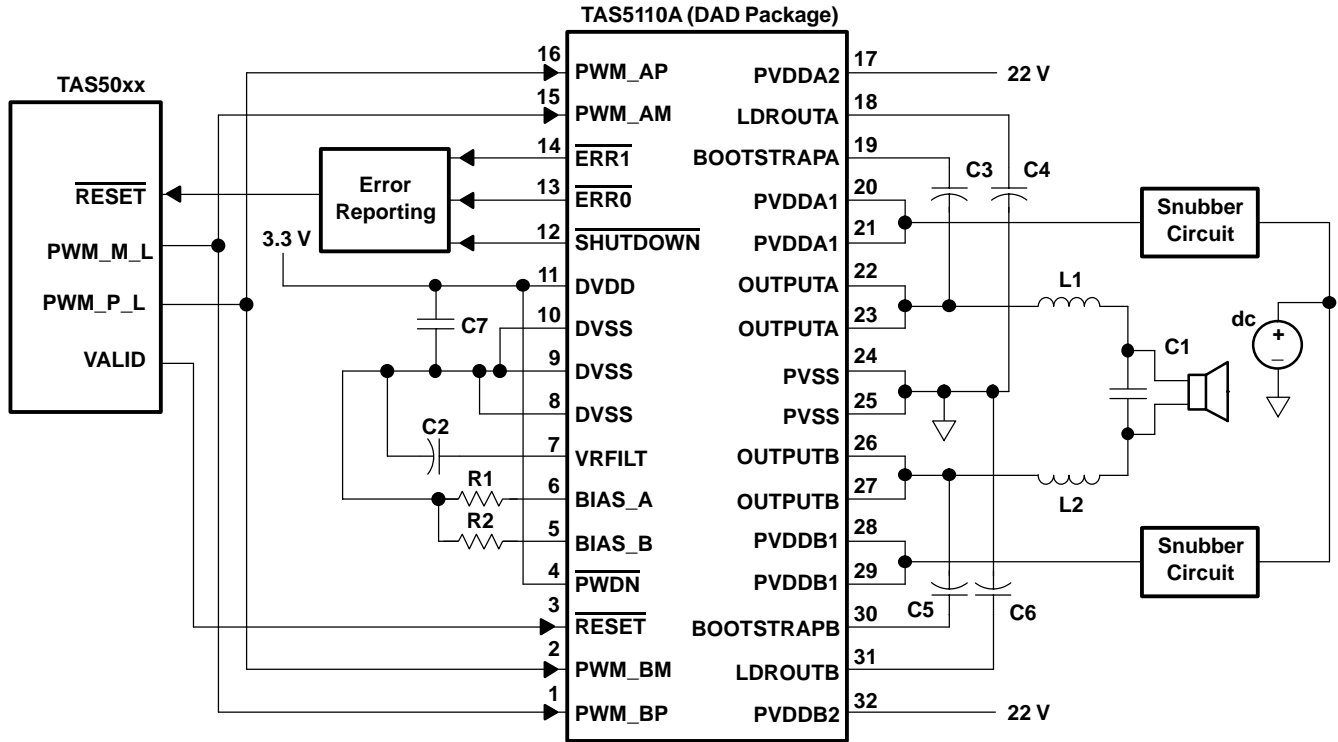 TAS5110A (DAD Package)
TAS50xx
RESET
PWM_M_L
PWM_P_L
VALID
Error
Reporting
3.3 V
C7
C2
R1
R2
16
PWM_AP
15
PWM_AM
14
ERR1
13
ERR0
12
SHUTDOWN
11
DVDD
10
DVSS
9
DVSS
8
DVSS
7
VRFILT
6
BIAS_A
5
BIAS_B
4
PWDN
3
RESET
2
PWM_BM
1
PWM_BP
PVDDA2
17
22 V
LDROUTA
18
BOOTSTRAPA
19
PVDDA1
20
PVDDA1
21
OUTPUTA
22
OUTPUTA
23
PVSS
24
PVSS
25
OUTPUTB
26
OUTPUTB
27
PVDDB1
28
PVDDB1
29
BOOTSTRAPB
30
LDROUTB
31
PVDDB2
32
22 V
C3
C4
Snubber
Circuit
L1
dc
+
–
C1
L2
Snubber
Circuit
C5
C6